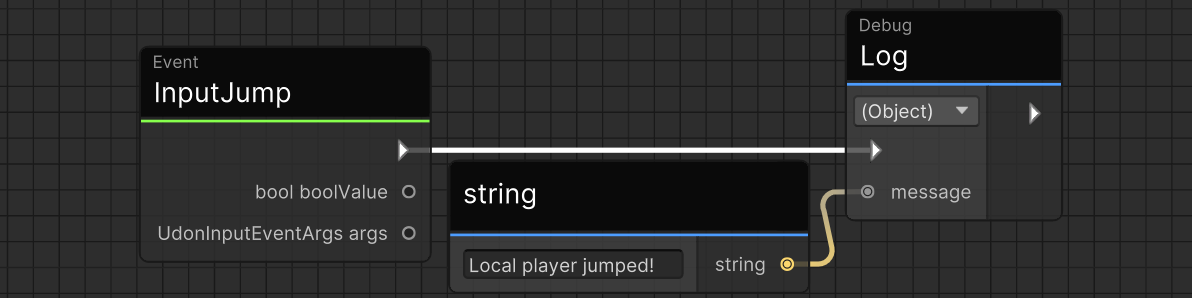 Event
InputJump
bool boolValue
UdonInputEventArgs args
string
Local player jumped!
string
Debug
Log
(Object)
message